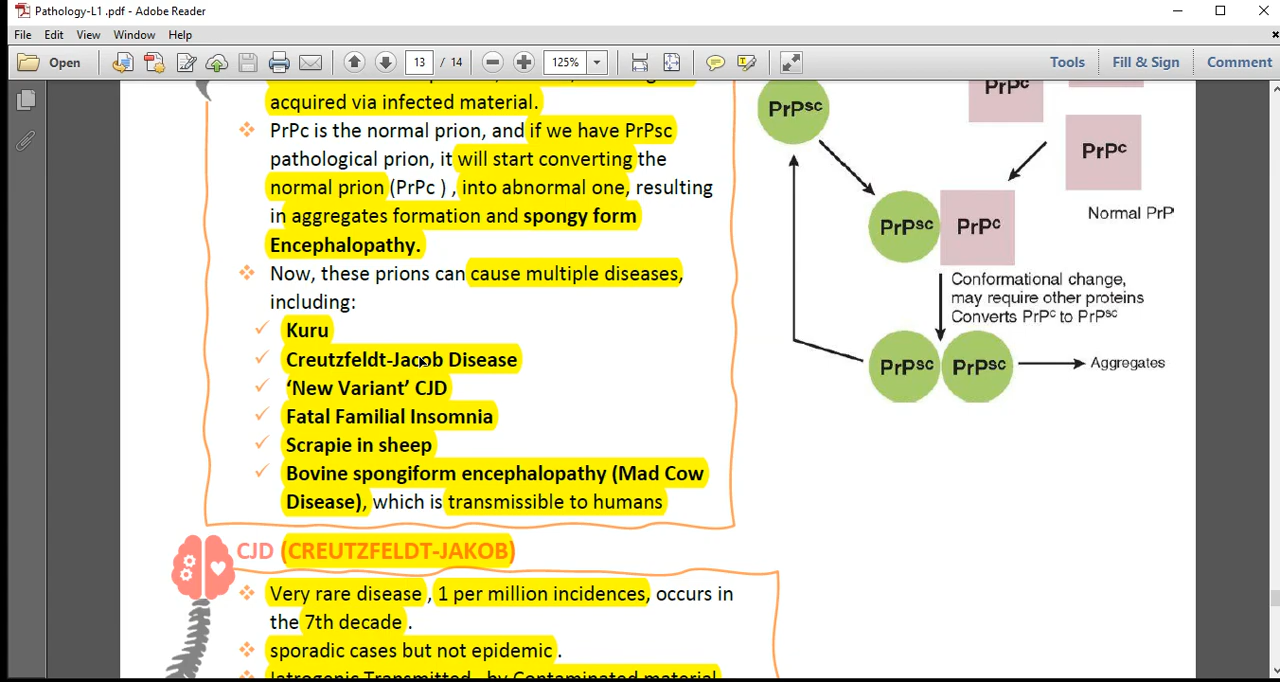 Pathology-L1 .pdf - Adobe Reader
File Edit View Window Help
Open 13 / 14 125% Tools Fill & Sign Comment
acquired via infected material.
PrPc is the normal prion, and if we have PrPsc
pathological prion, it will start converting the
normal prion (PrPc ) , into abnormal one, resulting
in aggregates formation and spongy form
Encephalopathy.
Now, these prions can cause multiple diseases,
including:
Kuru
Creutzfeldt-Jacob Disease
‘New Variant’ CJD
Fatal Familial Insomnia
Scrapie in sheep
Bovine spongiform encephalopathy (Mad Cow
Disease), which is transmissible to humans
CJD (CREUTZFELDT-JAKOB)
Very rare disease , 1 per million incidences, occurs in
the 7th decade .
sporadic cases but not epidemic .
Iatrogenic Transmitted by Contaminated material
PrPsc
PrPc
PrPc
Normal PrP
PrPsc PrPc
Conformational change,
may require other proteins
Converts PrPc to PrPsc
PrPsc PrPsc Aggregates